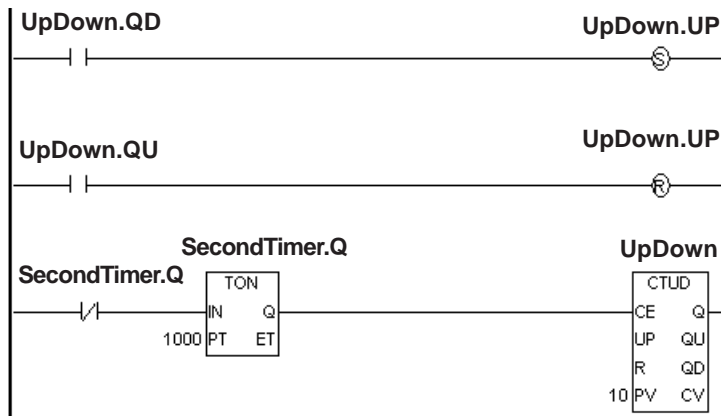 UpDown.QD UpDown.UP
S
UpDown.QU UpDown.UP
R
SecondTimer.Q UpDown
SecondTimer.Q TON CTUD
IN Q CE Q
1000 PT ET UP QU
R QD
10 PV CV